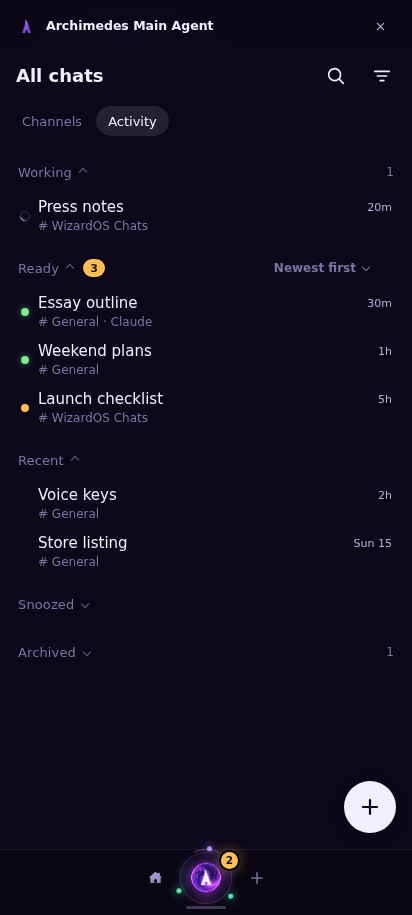 Archimedes Main Agent
All chats
Channels Activity
Working 1
Press notes 20m
# WizardOS Chats
Ready 3 Newest first
Essay outline 30m
# General · Claude
Weekend plans 1h
# General
Launch checklist 5h
# WizardOS Chats
Recent
Voice keys 2h
# General
Store listing Sun 15
# General
Snoozed
Archived 1
2